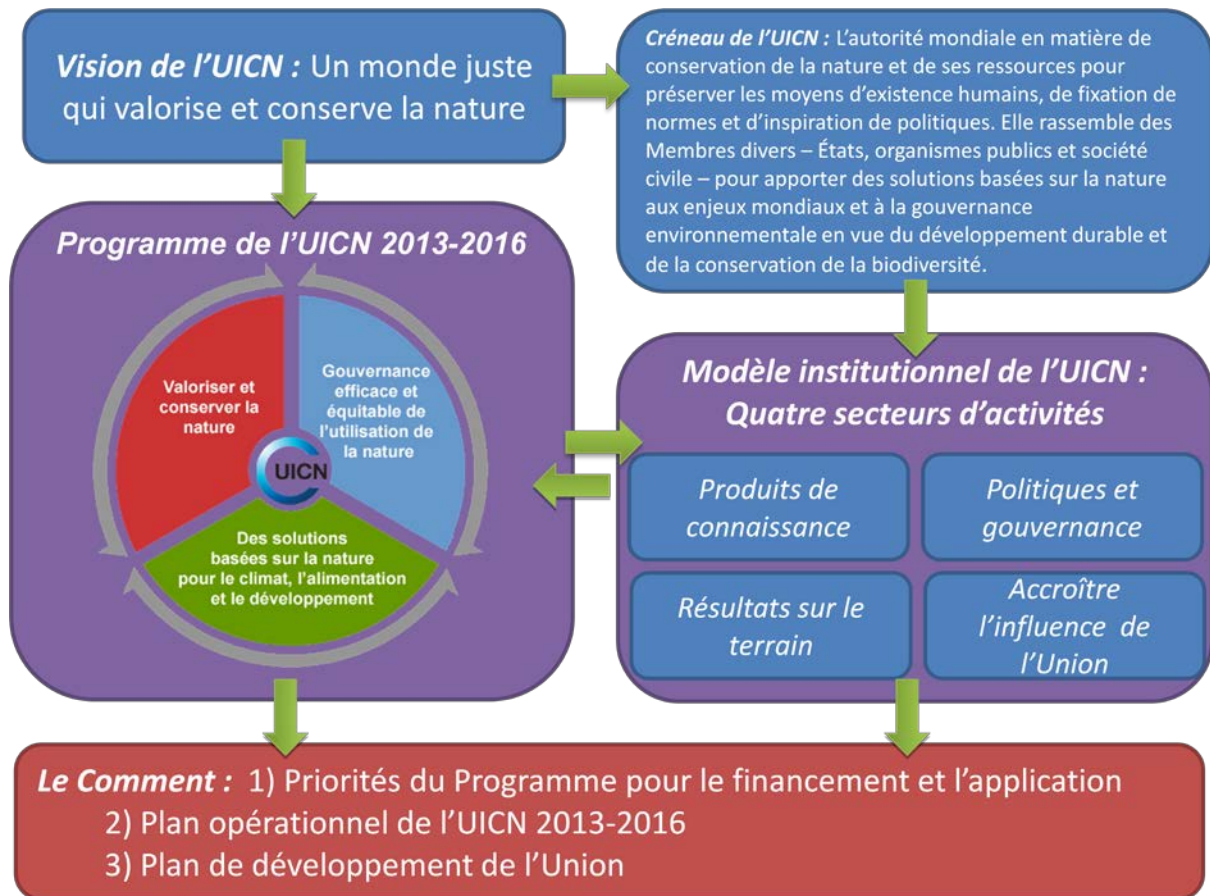 Vision de l’UICN : Un monde juste
qui valorise et conserve la nature
Créneau de l’UICN : L’autorité mondiale en matière de
conservation de la nature et de ses ressources pour
préserver les moyens d’existence humains, de fixation de
normes et d’inspiration de politiques. Elle rassemble des
Membres divers – États, organismes publics et société
civile – pour apporter des solutions basées sur la nature
aux enjeux mondiaux et à la gouvernance
environnementale en vue du développement durable et
de la conservation de la biodiversité.
Programme de l’UICN 2013-2016
Valoriser et
conserver la
nature
Gouvernance
efficace et
équitable de
l’utilisation de
la nature
UICN
Des solutions
basées sur la nature
pour le climat, l’alimentation
et le développement
Modèle institutionnel de l’UICN :
Quatre secteurs d’activités
Produits de
connaissance
Politiques et
gouvernance
Résultats sur le
terrain
Accroître
l’influence de
l’Union
Le Comment : 1) Priorités du Programme pour le financement et l’application
2) Plan opérationnel de l’UICN 2013-2016
3) Plan de développement de l’Union